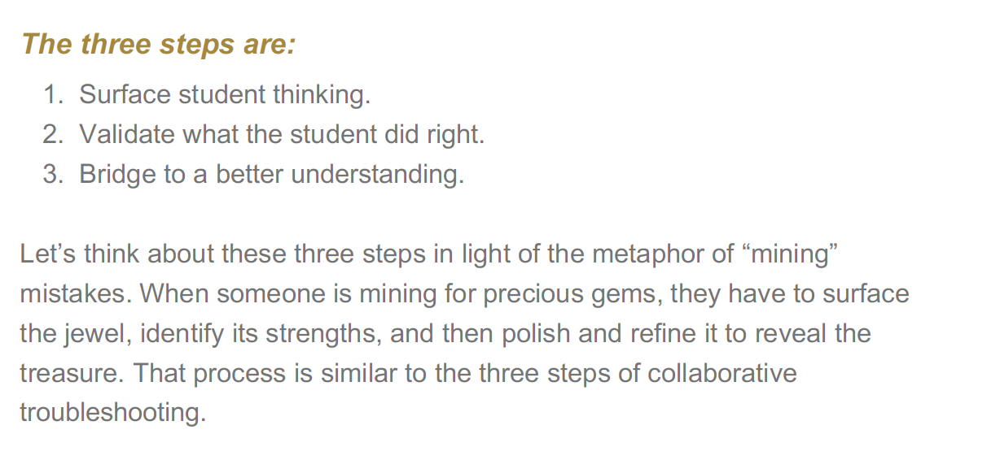 The three steps are:
1. Surface student thinking.
2. Validate what the student did right.
3. Bridge to a better understanding.
Let’s think about these three steps in light of the metaphor of “mining”
mistakes. When someone is mining for precious gems, they have to surface
the jewel, identify its strengths, and then polish and refine it to reveal the
treasure. That process is similar to the three steps of collaborative
troubleshooting.